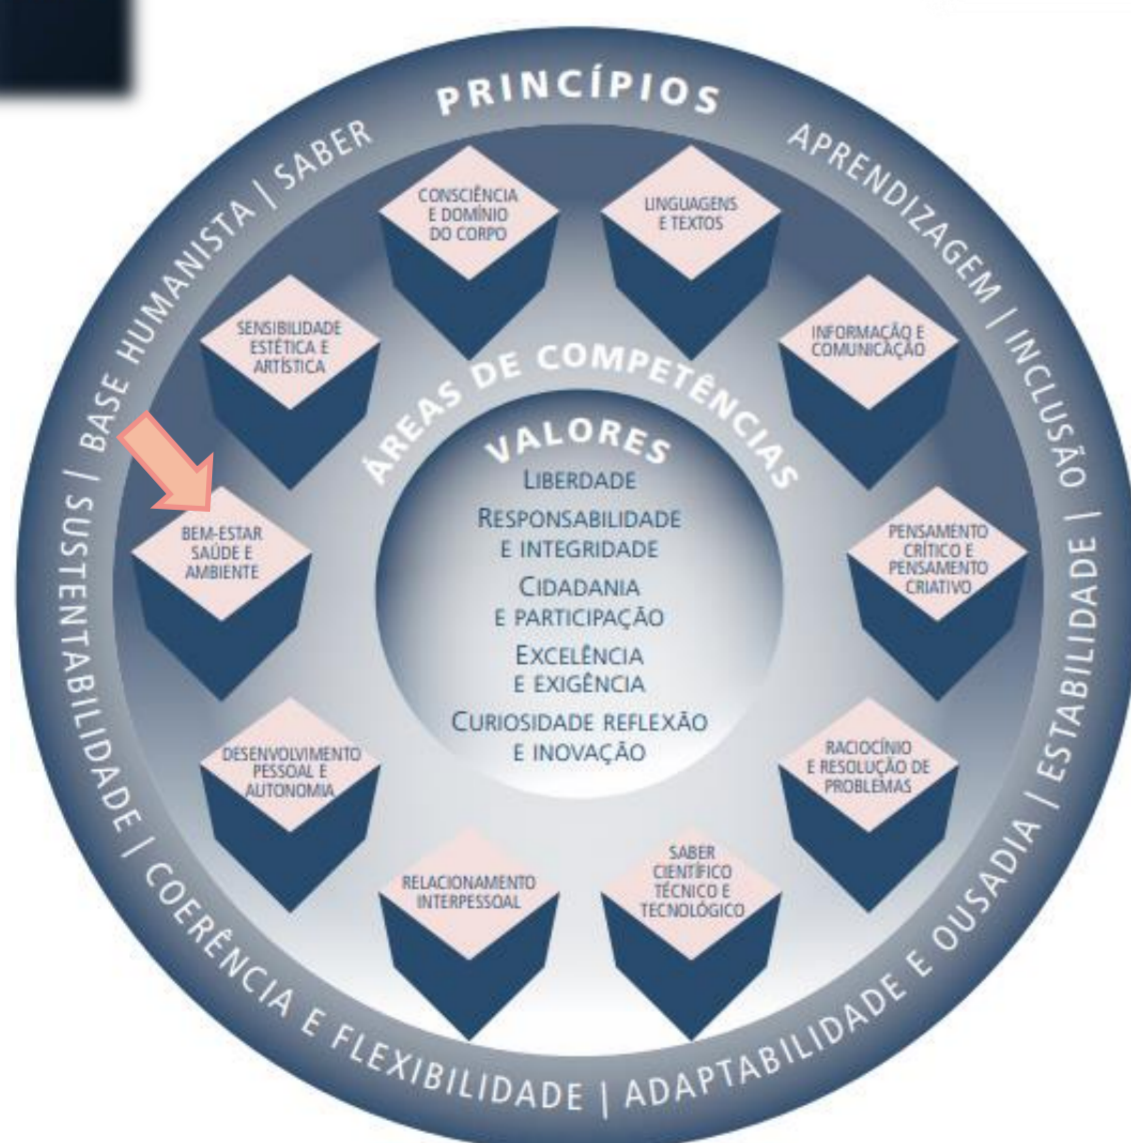 PRINCÍPIOS
BASE HUMANISTA | SABER
APRENDIZAGEM | INCLUSÃO |
ESTABILIDADE |
ADAPTABILIDADE E OUSADIA |
COERÊNCIA E FLEXIBILIDADE |
SUSTENTABILIDADE |
CONSCIÊNCIA
E DOMÍNIO
DO CORPO
LINGUAGENS
E TEXTOS
SENSIBILIDADE
ESTÉTICA E
ARTÍSTICA
INFORMAÇÃO E
COMUNICAÇÃO
ÁREAS DE COMPETÊNCIAS
VALORES
LIBERDADE
RESPONSABILIDADE
E INTEGRIDADE
CIDADANIA
E PARTICIPAÇÃO
EXCELÊNCIA
E EXIGÊNCIA
CURIOSIDADE REFLEXÃO
E INOVAÇÃO
BEM-ESTAR
SAÚDE E
AMBIENTE
PENSAMENTO
CRÍTICO E
PENSAMENTO
CRIATIVO
DESENVOLVIMENTO
PESSOAL E
AUTONOMIA
RACIOCÍNIO
E RESOLUÇÃO DE
PROBLEMAS
RELACIONAMENTO
INTERPESSOAL
SABER
CIENTÍFICO
TÉCNICO E
TECNOLÓGICO